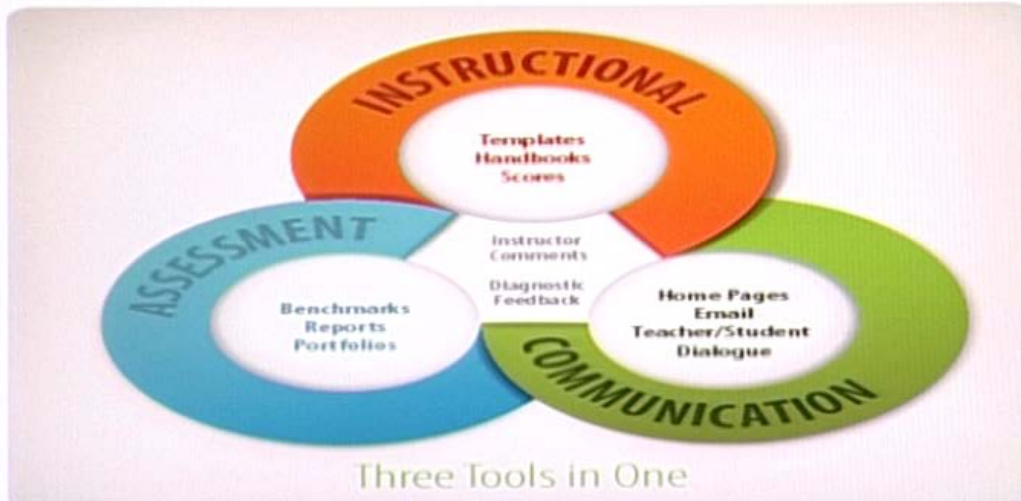 INSTRUCTIONAL
Templates
Handbooks
Scores
ASSESSMENT
Instructor
Comments
Diagnostic
Feedback
Benchmarks
Reports
Portfolios
Home Pages
Email
Teacher/Student
Dialogue
COMMUNICATION
Three Tools in One